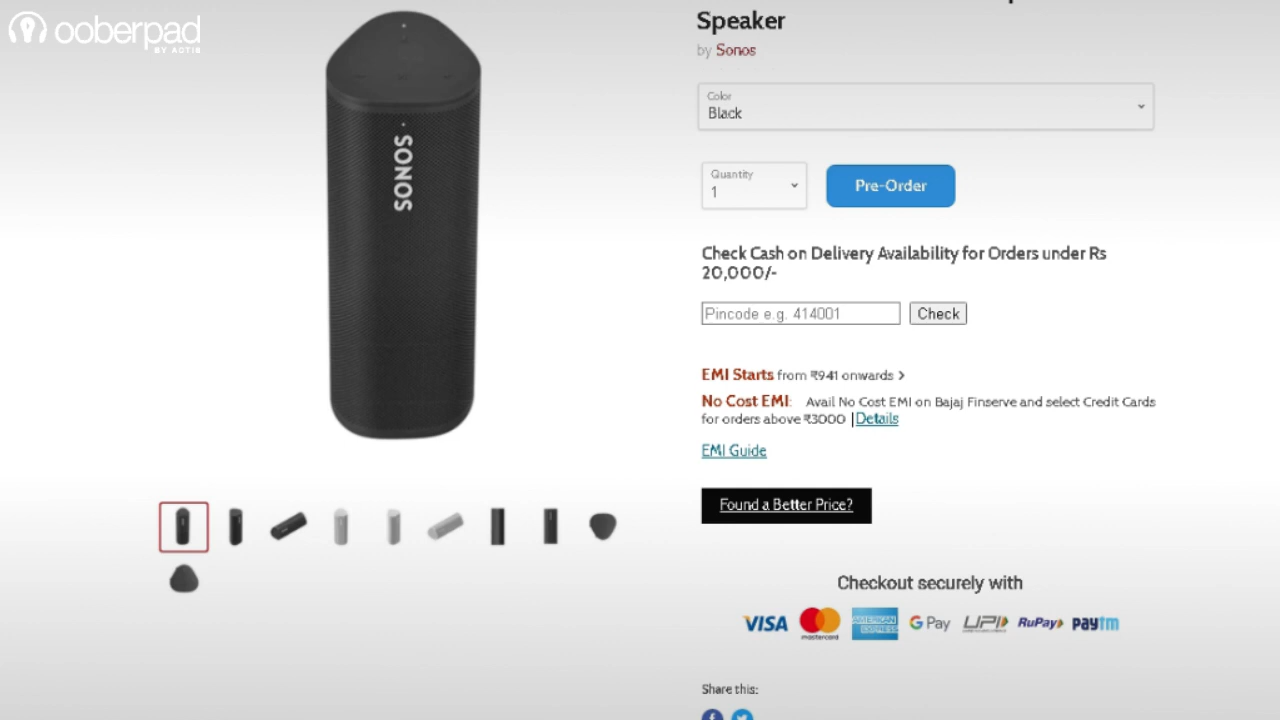 ooberpad
BY ACTIS
Speaker
by Sonos
Color
Black
SONOS
Quantity
1
Pre-Order
Check Cash on Delivery Availability for Orders under Rs
20,000/-
Pincode e.g. 414001
Check
EMI Starts from ₹941 onwards >
No Cost EMI: Avail No Cost EMI on Bajaj Finserve and select Credit Cards
for orders above ₹3000 |Details
EMI Guide
Found a Better Price?
Checkout securely with
VISA mastercard AMERICAN EXPRESS G Pay UPI RuPay paytm
Share this: